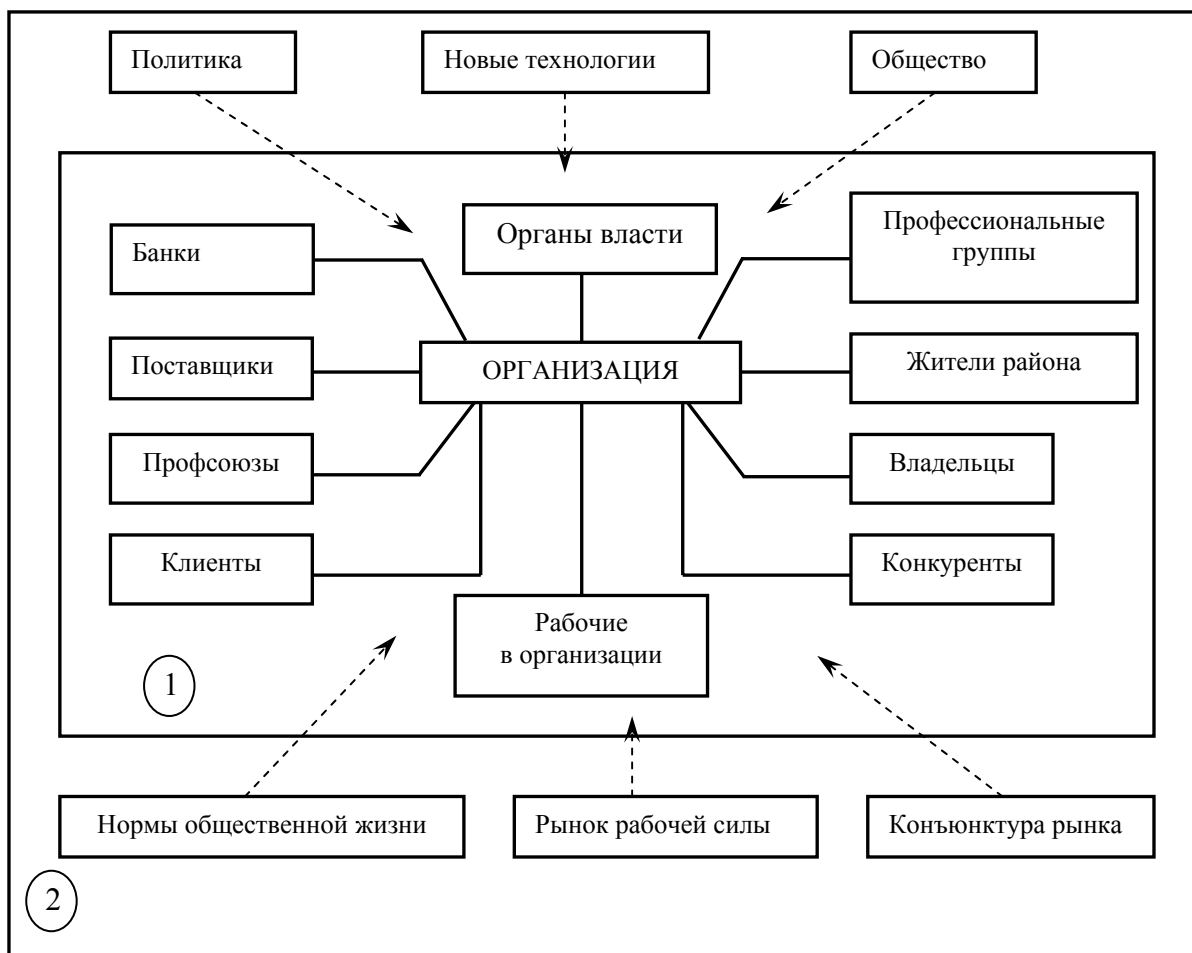 Политика
Новые технологии
Общество
Органы власти
Профессиональные
группы
Банки
Поставщики
ОРГАНИЗАЦИЯ
Жители района
Профсоюзы
Владельцы
Клиенты
Конкуренты
Рабочие
в организации
1
Нормы общественной жизни
Рынок рабочей силы
Конъюнктура рынка
2